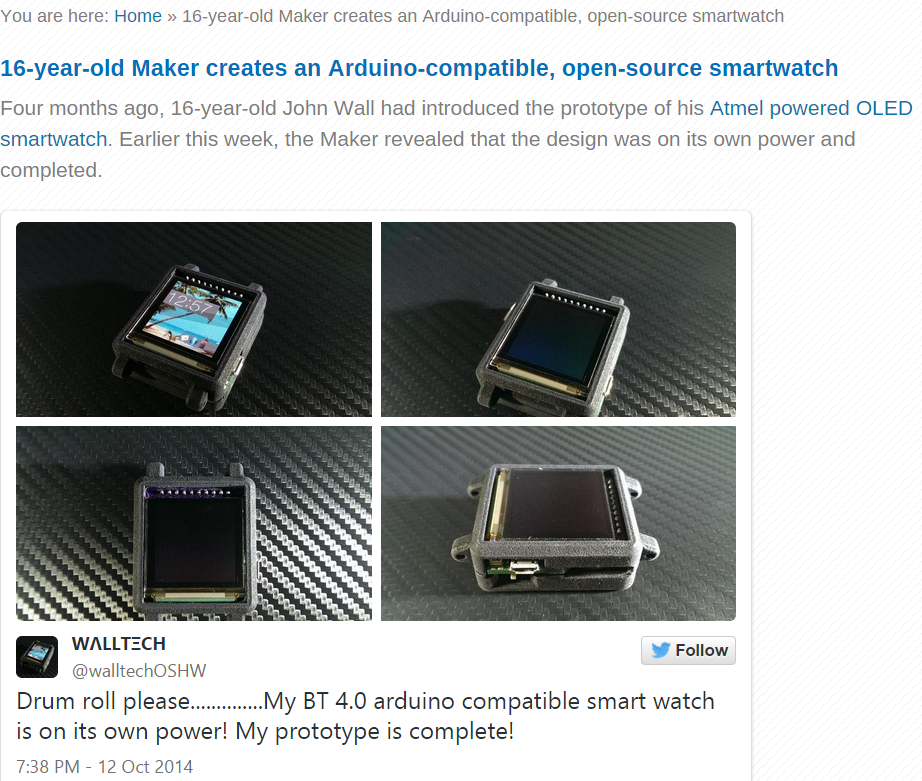 You are here: Home » 16-year-old Maker creates an Arduino-compatible, open-source smartwatch
16-year-old Maker creates an Arduino-compatible, open-source smartwatch
Four months ago, 16-year-old John Wall had introduced the prototype of his Atmel powered OLED
smartwatch. Earlier this week, the Maker revealed that the design was on its own power and
completed.
12:57
WΛLLTΞCH
Follow
@walltechOSHW
Drum roll please..............My BT 4.0 arduino compatible smart watch
is on its own power! My prototype is complete!
7:38 PM - 12 Oct 2014